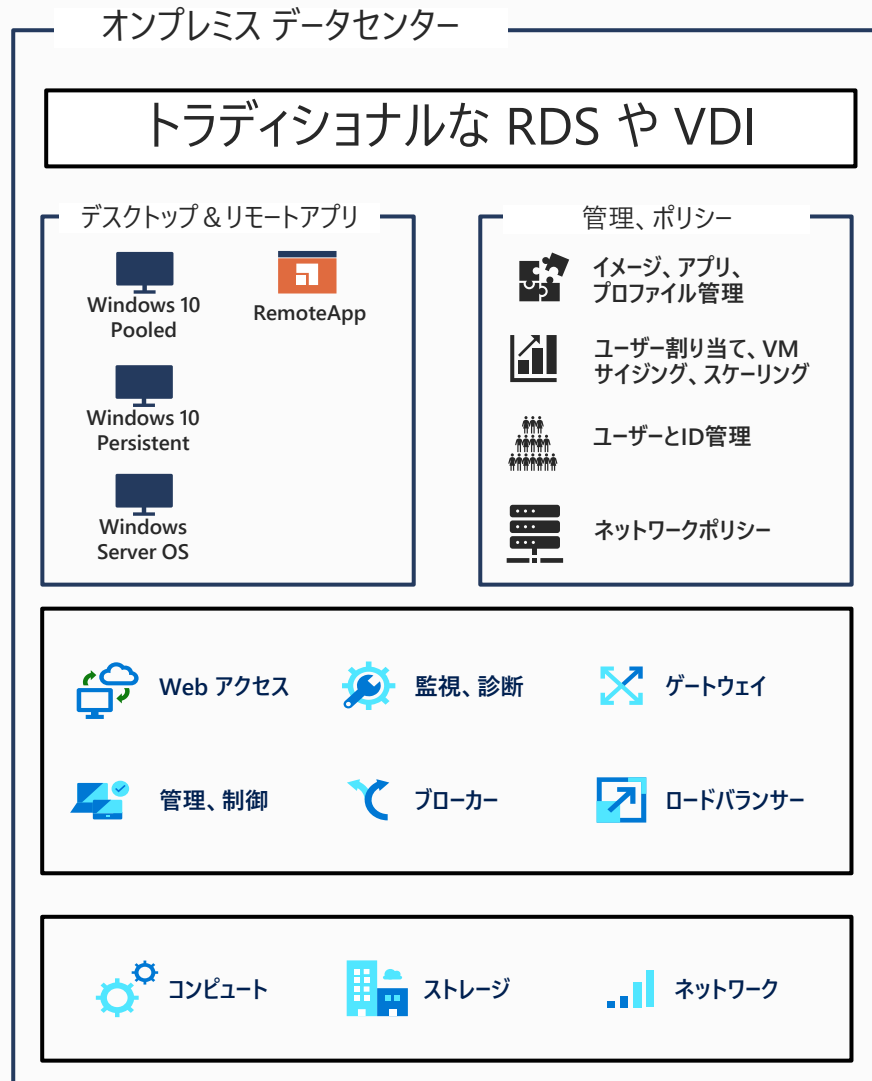 オンプレミス データセンター
トラディショナルな RDS や VDI
デスクトップ＆リモートアプリ
Windows 10
Pooled
RemoteApp
Windows 10
Persistent
Windows
Server OS
管理、ポリシー
イメージ、アプリ、
プロファイル管理
ユーザー割り当て、VM
サイジング、スケーリング
ユーザーとID管理
ネットワークポリシー
Web アクセス
監視、診断
ゲートウェイ
管理、制御
ブローカー
ロードバランサー
コンピュート
ストレージ
ネットワーク